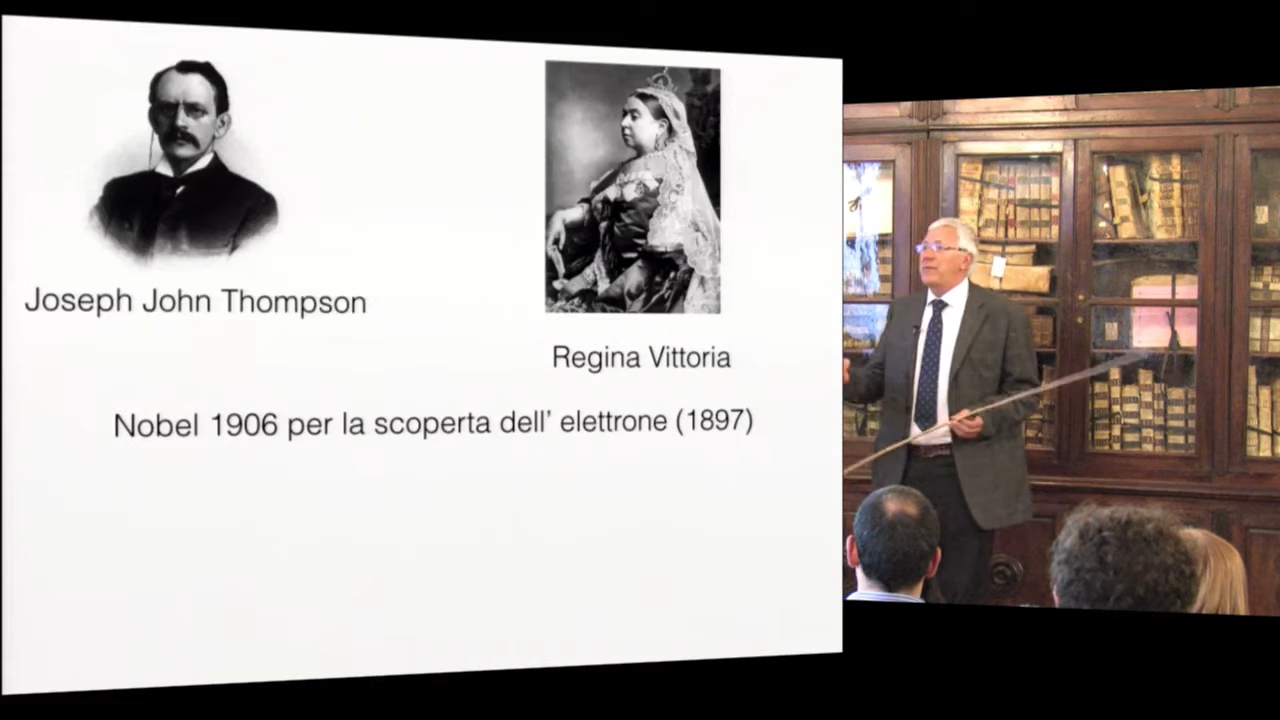 Joseph John Thompson
Regina Vittoria
Nobel 1906 per la scoperta dell’ elettrone (1897)